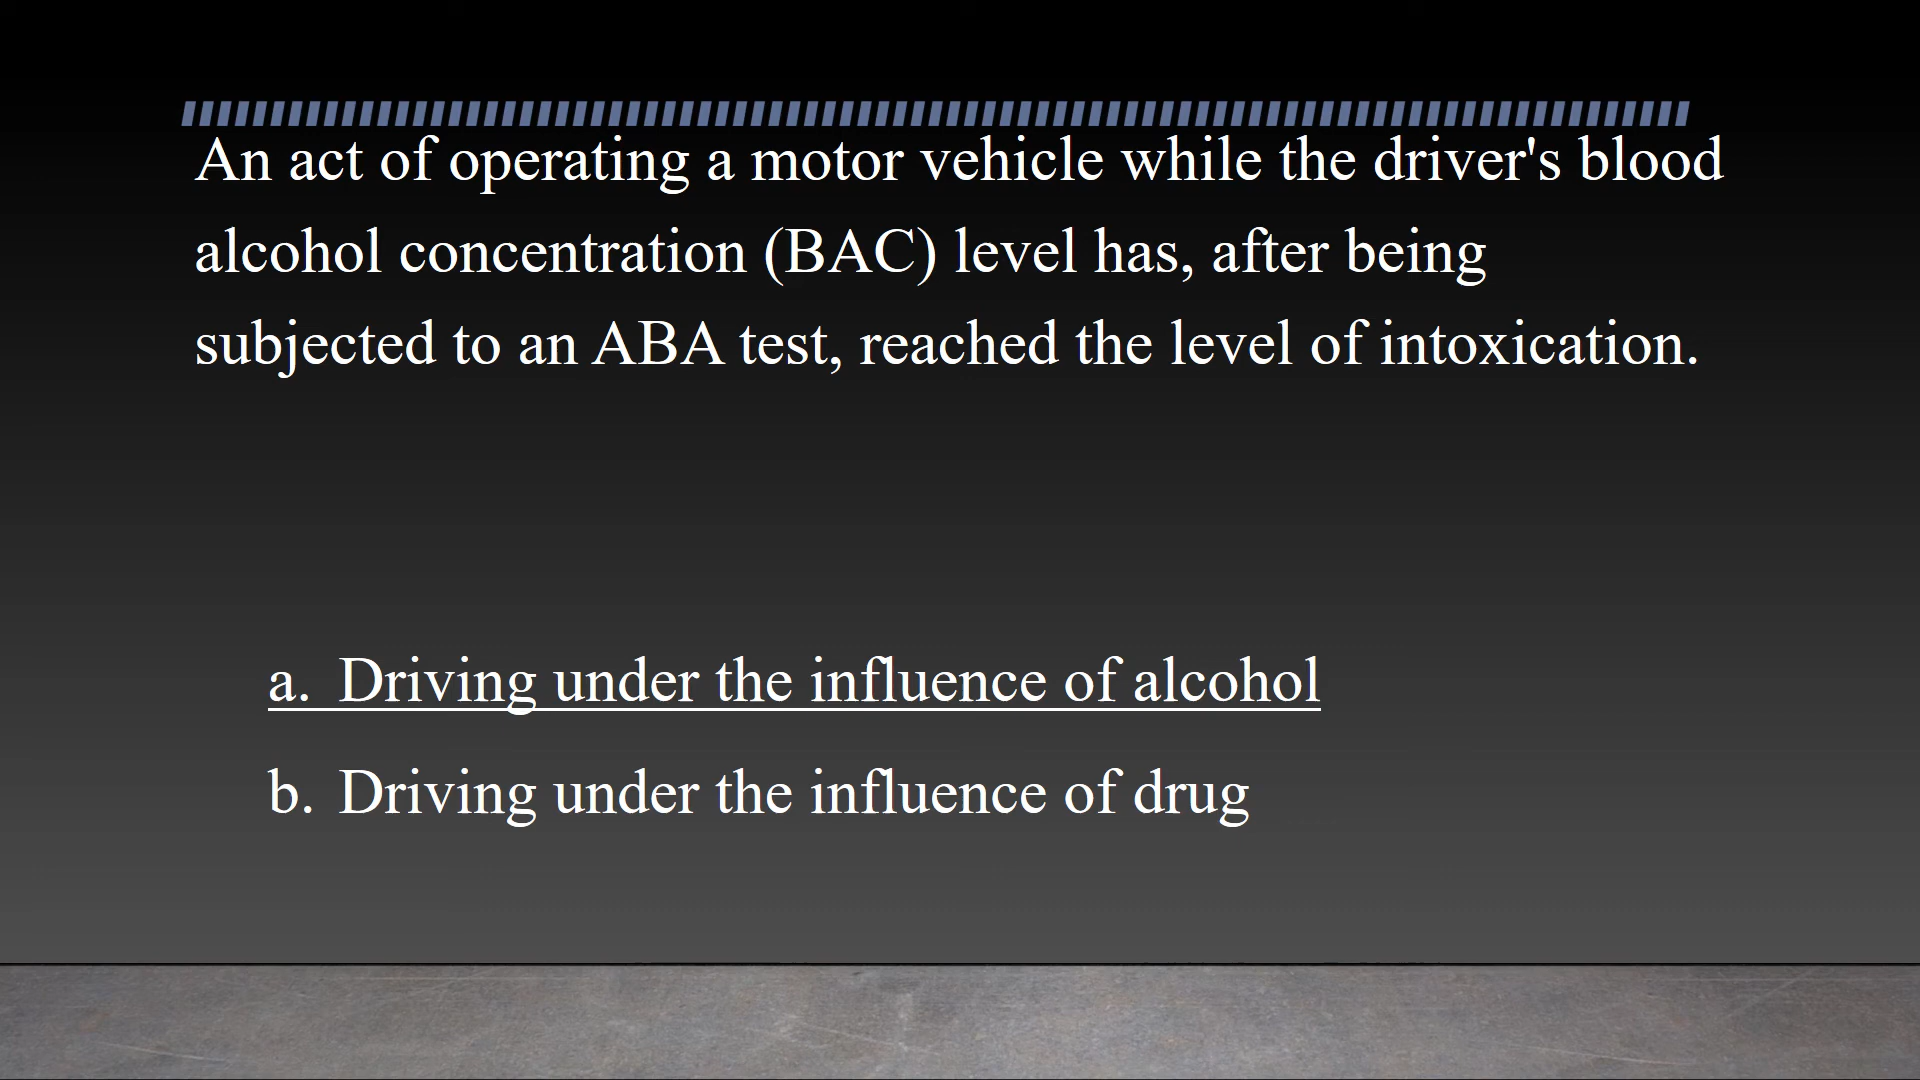 An act of operating a motor vehicle while the driver's blood
alcohol concentration (BAC) level has, after being
subjected to an ABA test, reached the level of intoxication.
a. Driving under the influence of alcohol
b. Driving under the influence of drug